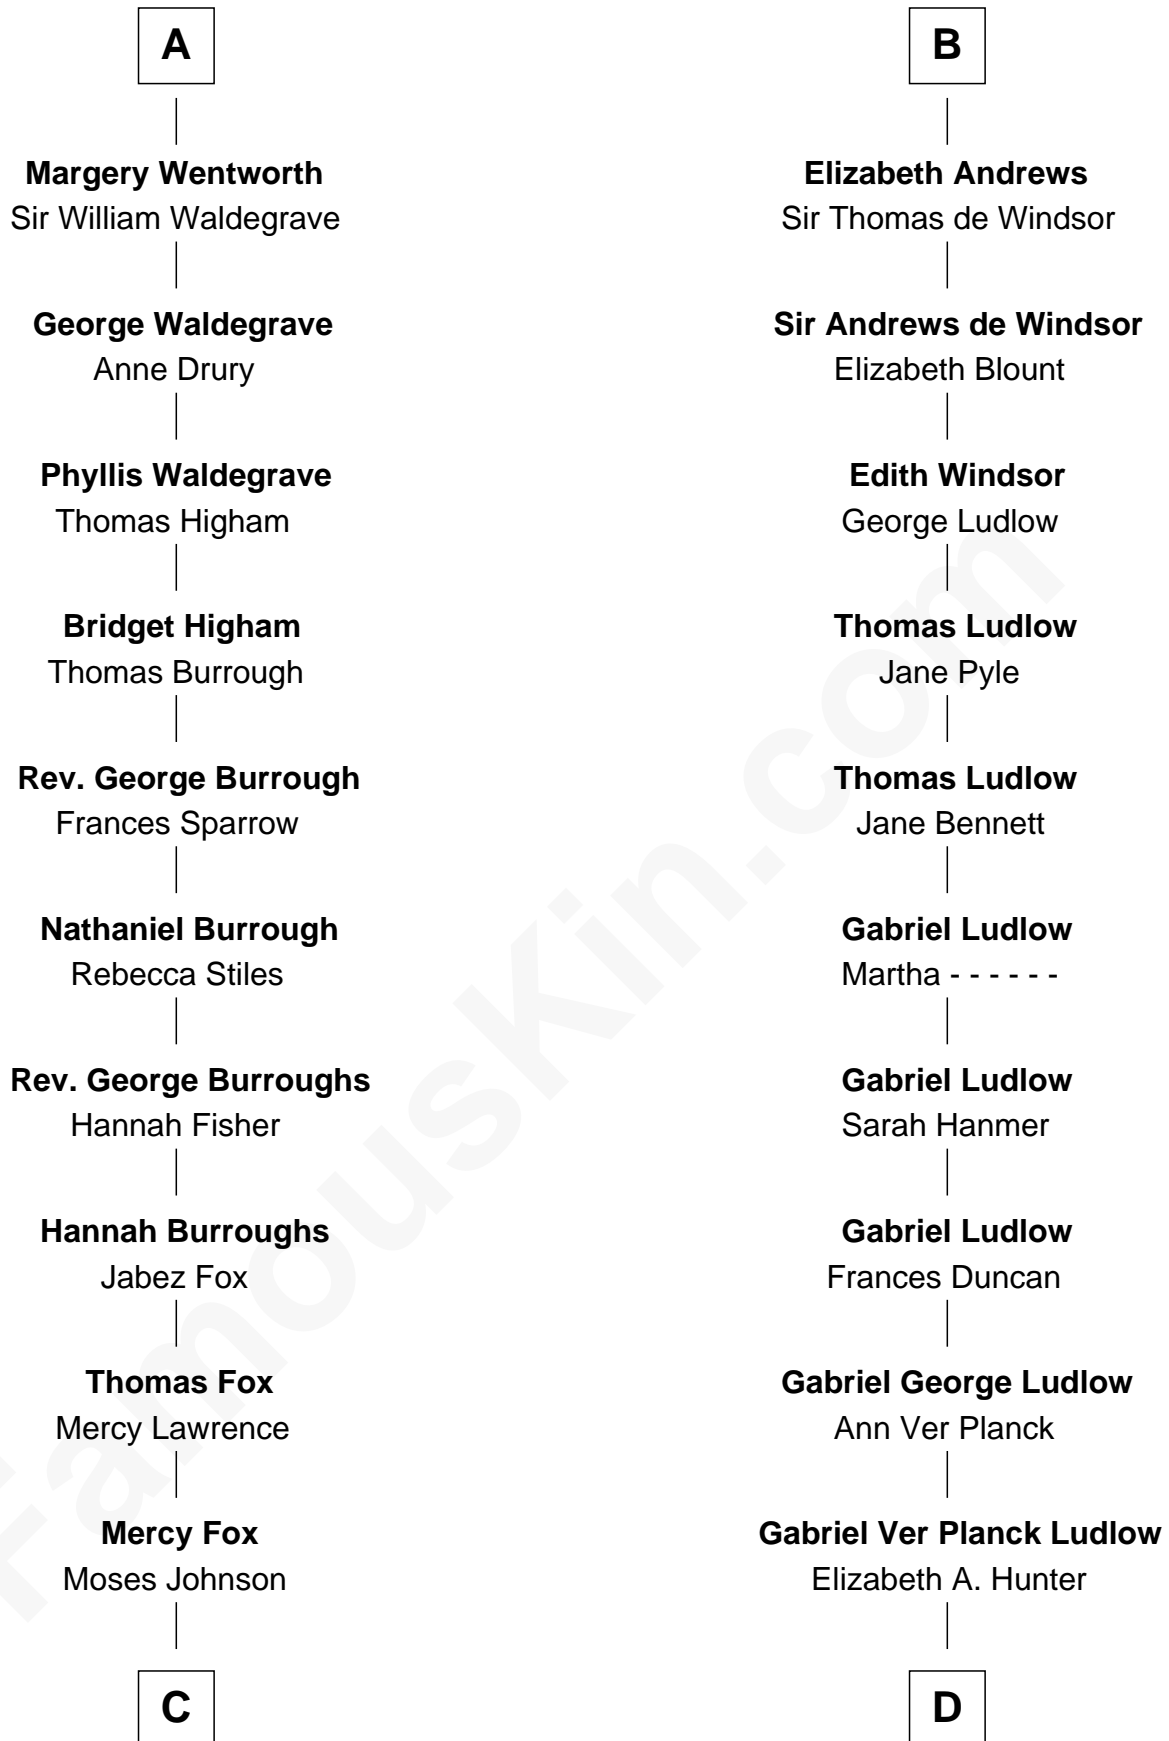 A
Margery Wentworth
Sir William Waldegrave
George Waldegrave
Anne Drury
Phyllis Waldegrave
Thomas Higham
Bridget Higham
Thomas Burrough
Rev. George Burrough
Frances Sparrow
Nathaniel Burrough
Rebecca Stiles
Rev. George Burroughs
Hannah Fisher
Hannah Burroughs
Jabez Fox
Thomas Fox
Mercy Lawrence
Mercy Fox
Moses Johnson
C
B
Elizabeth Andrews
Sir Thomas de Windsor
Sir Andrews de Windsor
Elizabeth Blount
Edith Windsor
George Ludlow
Thomas Ludlow
Jane Pyle
Thomas Ludlow
Jane Bennett
Gabriel Ludlow
Martha - - - - - -
Gabriel Ludlow
Sarah Hanmer
Gabriel Ludlow
Frances Duncan
Gabriel George Ludlow
Ann Ver Planck
Gabriel Ver Planck Ludlow
Elizabeth A. Hunter
D
FamousKin.com